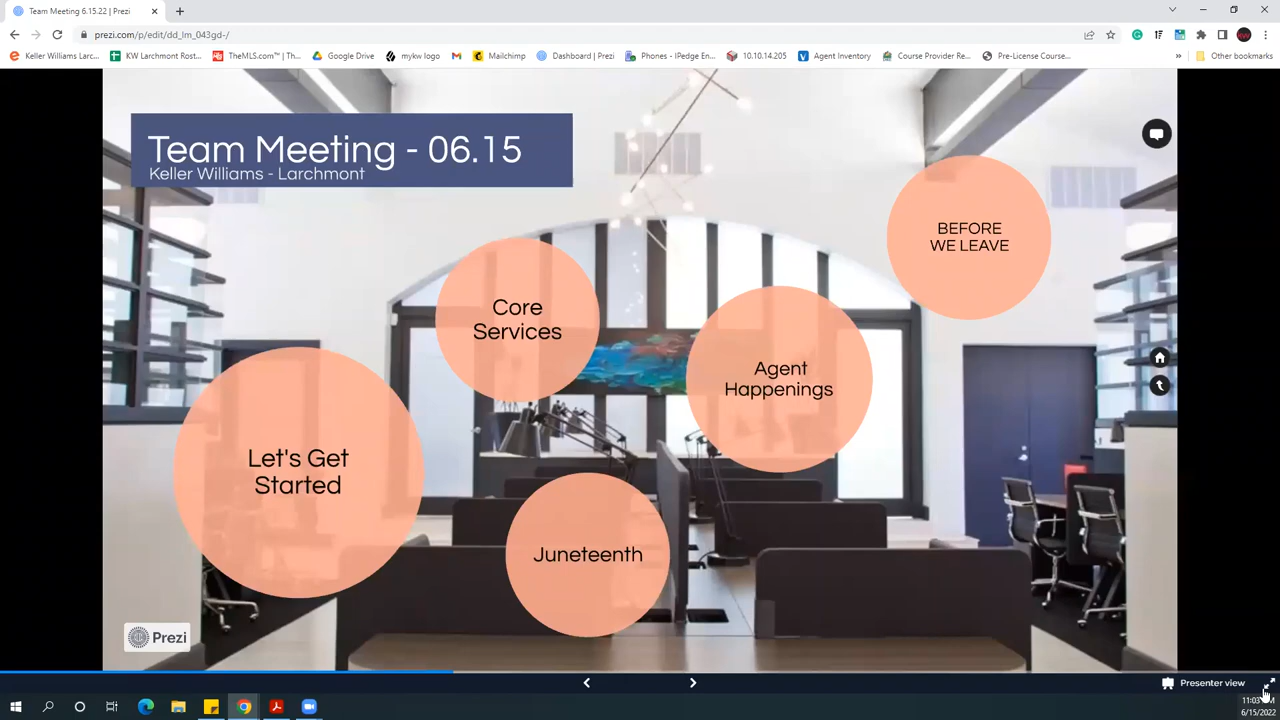 Team Meeting 6.15.22 | Prezi
prezi.com/p/edit/dd_lm_043gd-/
Keller Williams Larc...
KW Larchmont Rost...
TheMLS.com™ | Th...
Google Drive
mykw logo
Mailchimp
Dashboard | Prezi
Phones - IPedge En...
10.10.14.205
Agent Inventory
Course Provider Re...
Pre-License Course...
»
Other bookmarks
Team Meeting - 06.15
Keller Williams - Larchmont
BEFORE
WE LEAVE
Core
Services
Agent
Happenings
Let's Get
Started
Juneteenth
Prezi
Presenter view
6/15/2022